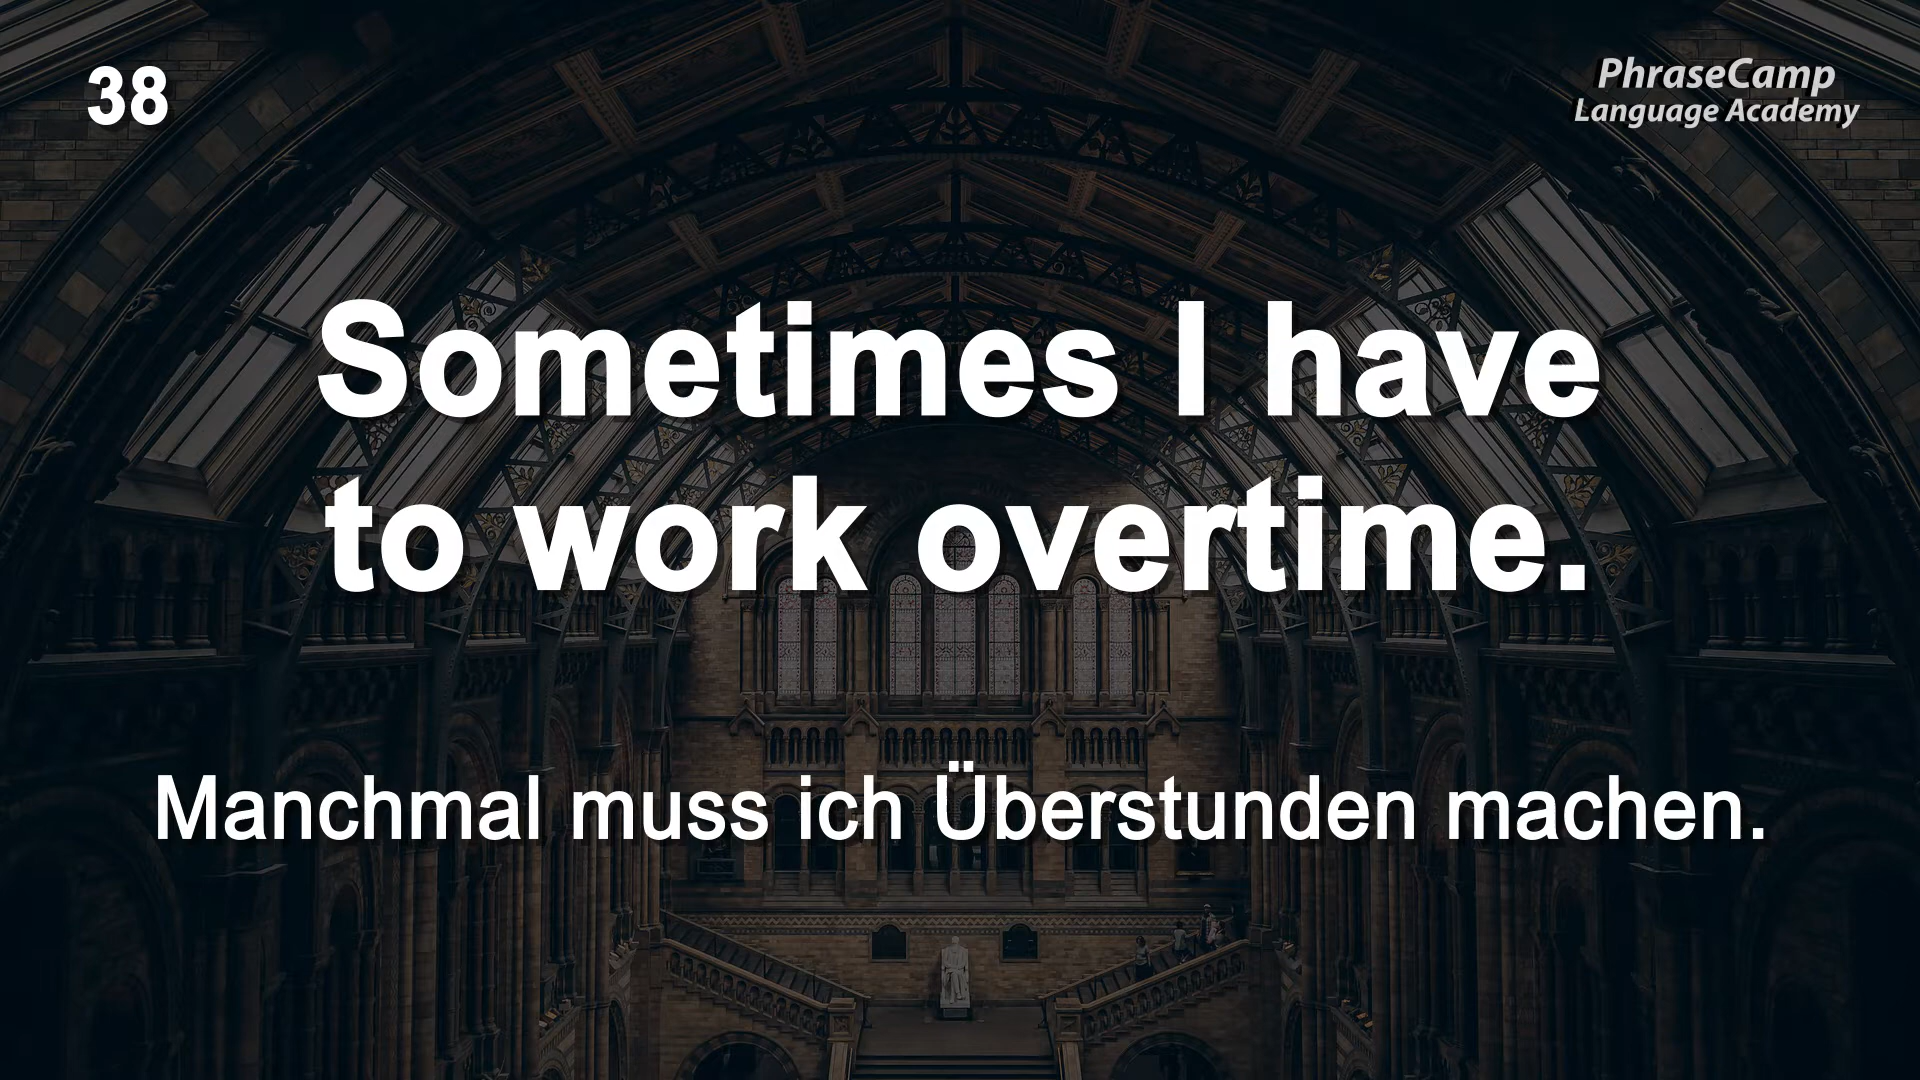 38
PhraseCamp
Language Academy
Sometimes I have
to work overtime.
Manchmal muss ich Überstunden machen.